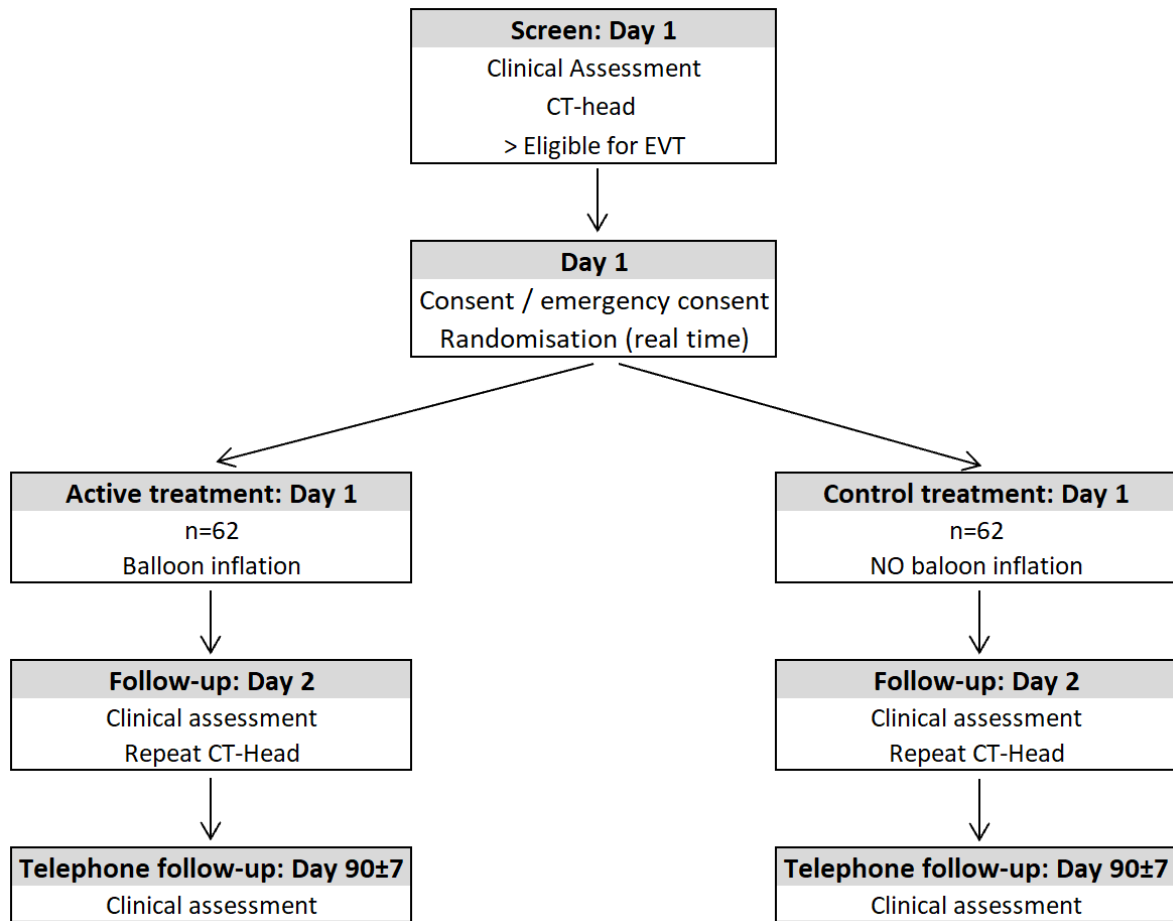 Screen: Day 1
Clinical Assessment
CT-head
> Eligible for EVT
Day 1
Consent / emergency consent
Randomisation (real time)
Active treatment: Day 1
n=62
Balloon inflation
Control treatment: Day 1
n=62
NO baloon inflation
Follow-up: Day 2
Clinical assessment
Repeat CT-Head
Follow-up: Day 2
Clinical assessment
Repeat CT-Head
Telephone follow-up: Day 90±7
Clinical assessment
Telephone follow-up: Day 90±7
Clinical assessment